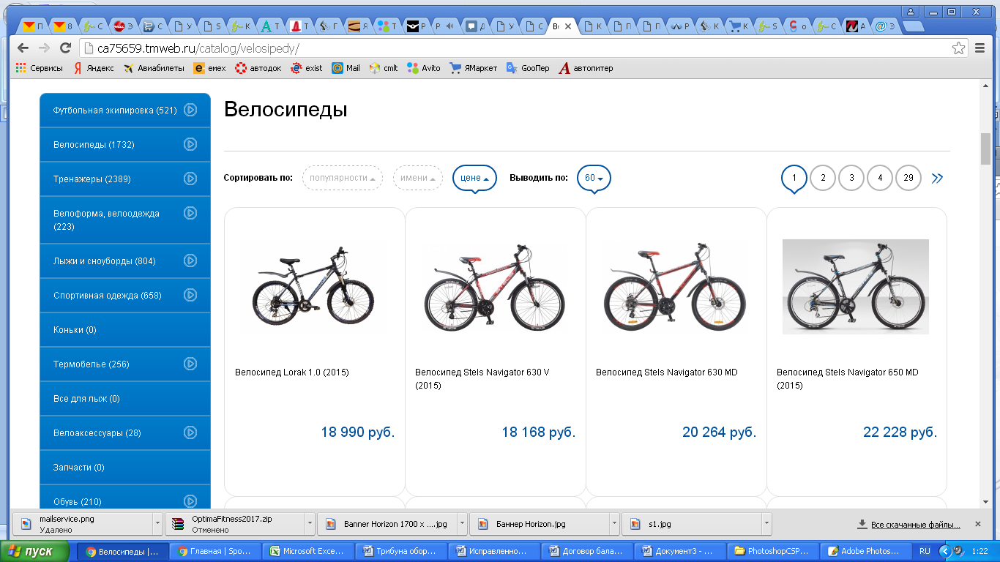 П
8
С
Э
С
У
S
К
Т
Т
Г
Я
Т
Р
Р
Д
У
С
Ве
К
П
П
Р
К
К
S
о
С
А
Э
ca75659.tmweb.ru/catalog/velosipedy/
Сервисы
Яндекс
Авиабилеты
емех
автодок
exist
Mail
cmlt
Avito
ЯМаркет
GooПер
автопитер
Футбольная экипировка (521)
Велосипеды (1732)
Тренажеры (2389)
Велоформа, велоодежда
(223)
Лыжи и сноуборды (804)
Спортивная одежда (658)
Коньки (0)
Термобелье (256)
Все для лыж (0)
Велоаксессуары (28)
Запчасти (0)
Обувь (210)
Велосипеды
Сортировать по: популярности имени цене Выводить по: 60
1 2 3 4 29
Велосипед Lorak 1.0 (2015)
18 990 руб.
Велосипед Stels Navigator 630 V
(2015)
18 168 руб.
Велосипед Stels Navigator 630 MD
20 264 руб.
Велосипед Stels Navigator 650 MD
(2015)
22 228 руб.
mailservice.png
Удалено
OptimaFitness2017.zip
Отменено
Banner Horizon 1700 x ....jpg
Баннер Horizon.jpg
s1.jpg
Все скачанные файлы...
пуск
Велосипеды |...
Главная | Spo...
Microsoft Exce...
Трибуна обор...
Исправленно...
Договор бала...
Документ3 - ...
PhotoshopCSP...
Adobe Photos...
RU
1:22